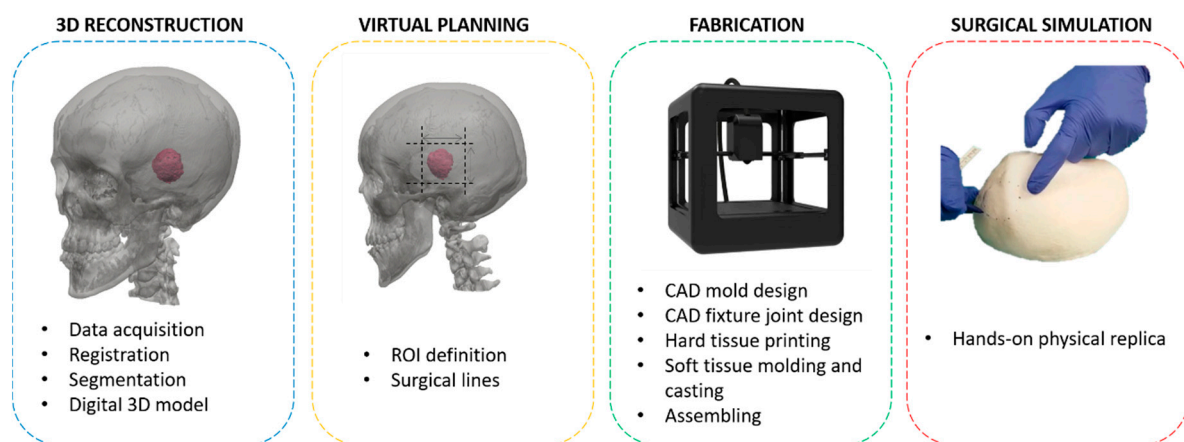 3D RECONSTRUCTION
• Data acquisition
• Registration
• Segmentation
• Digital 3D model
VIRTUAL PLANNING
• ROI definition
• Surgical lines
FABRICATION
• CAD mold design
• CAD fixture joint design
• Hard tissue printing
• Soft tissue molding and
casting
• Assembling
SURGICAL SIMULATION
• Hands-on physical replica